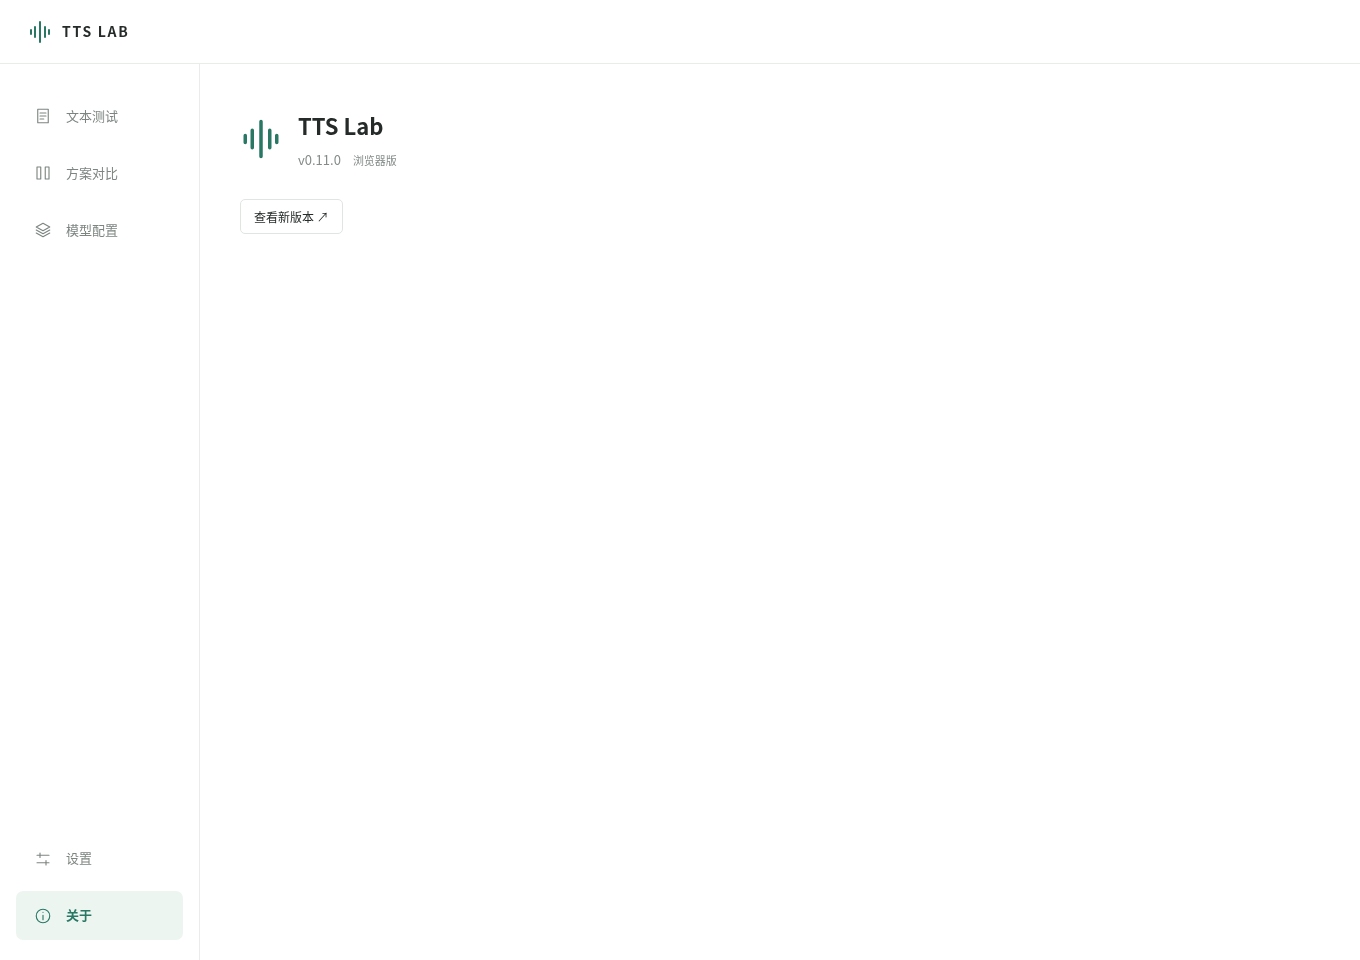 TTS LAB
文本测试
方案对比
模型配置
设置
关于
TTS Lab
v0.11.0 浏览器版
查看新版本 ↗